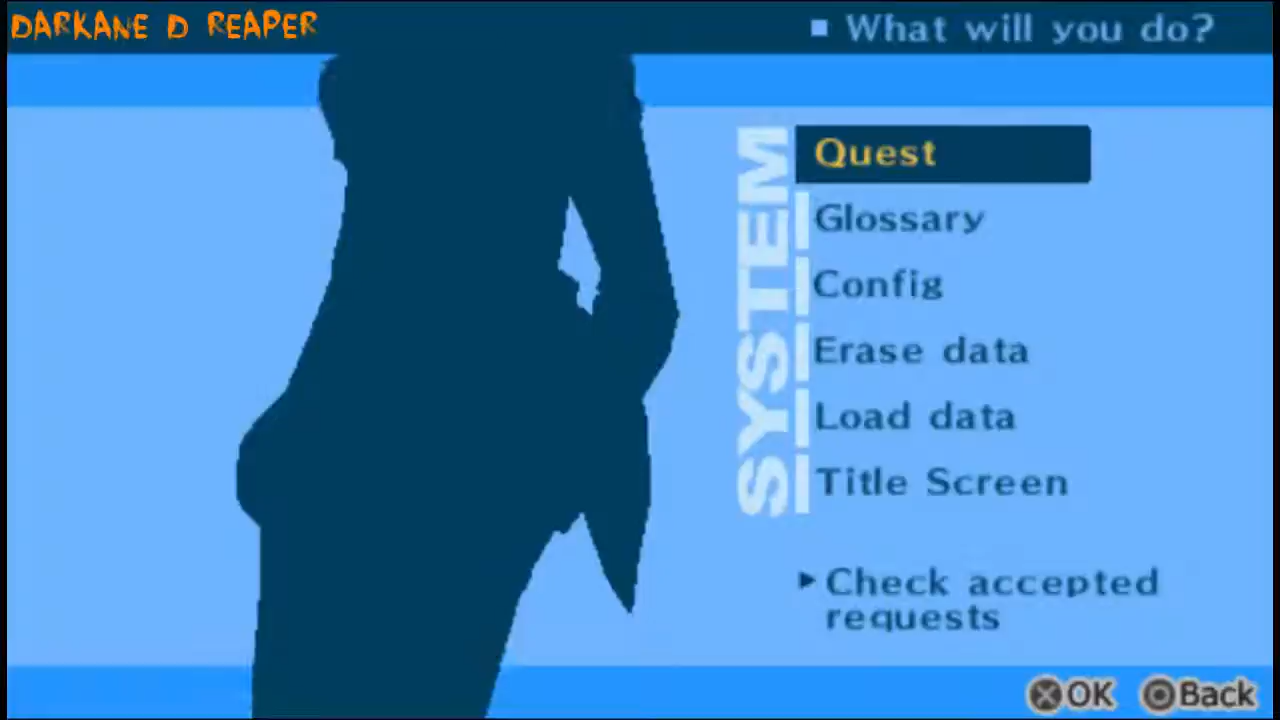 DARKANE D REAPER
What will you do?
SYSTEM
Quest
Glossary
Config
Erase data
Load data
Title Screen
Check accepted
requests
OK Back